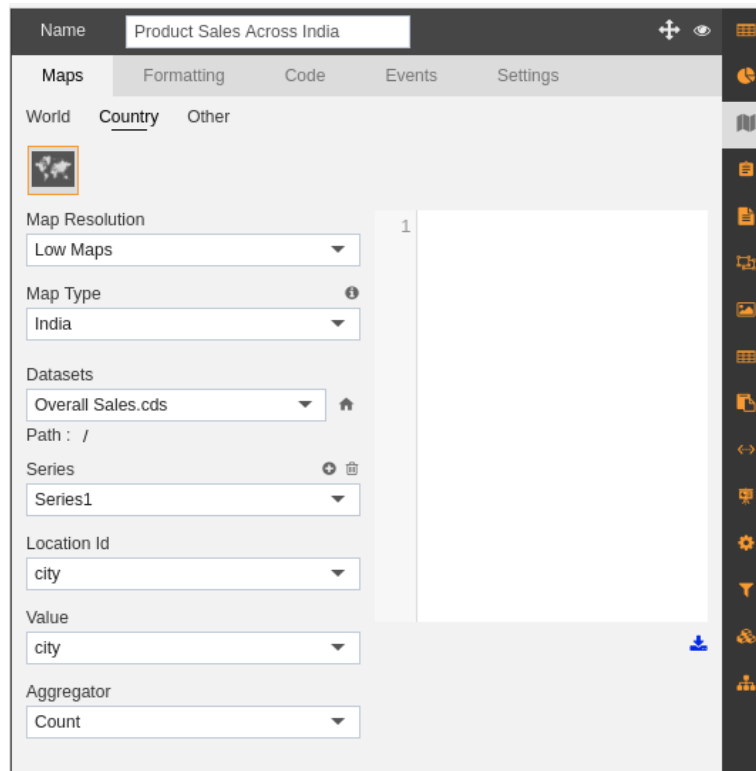 Name Product Sales Across India
Maps Formatting Code Events Settings
World Country Other
Map Resolution
1
Low Maps
Map Type
India
Datasets
Overall Sales.cds
Path : /
Series
Series1
Location Id
city
Value
city
Aggregator
Count